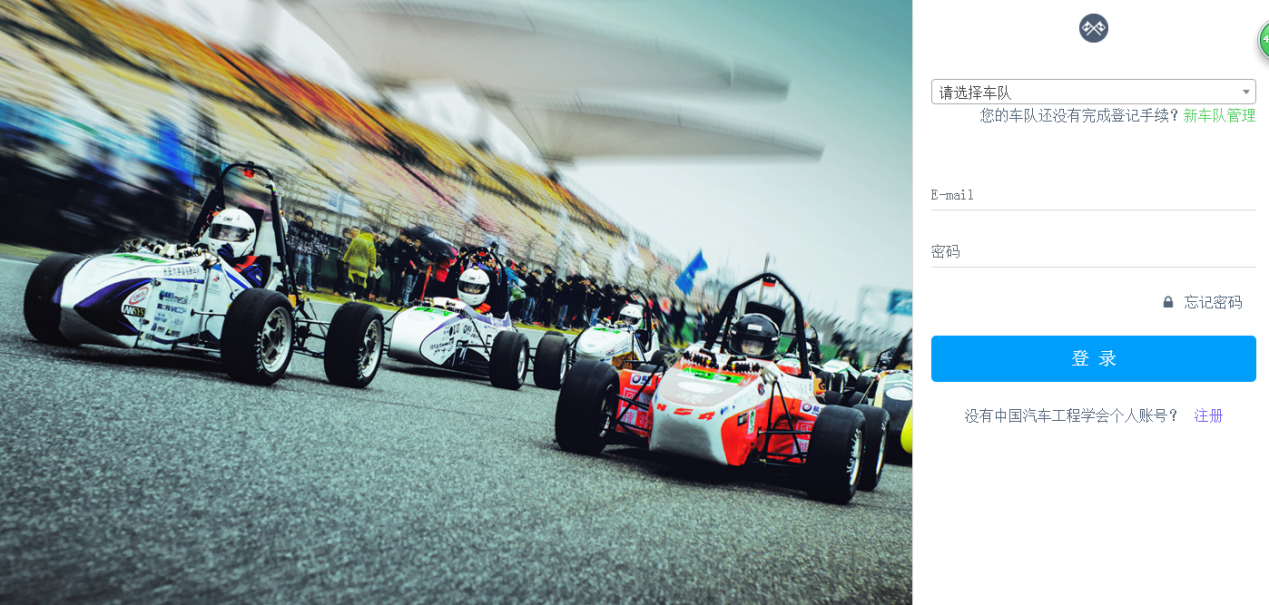 请选择车队
您的车队还没有完成登记手续？新车队管理
E-mail
密码
忘记密码
登 录
没有中国汽车工程学会个人账号？ 注册
ANSYS
NSA